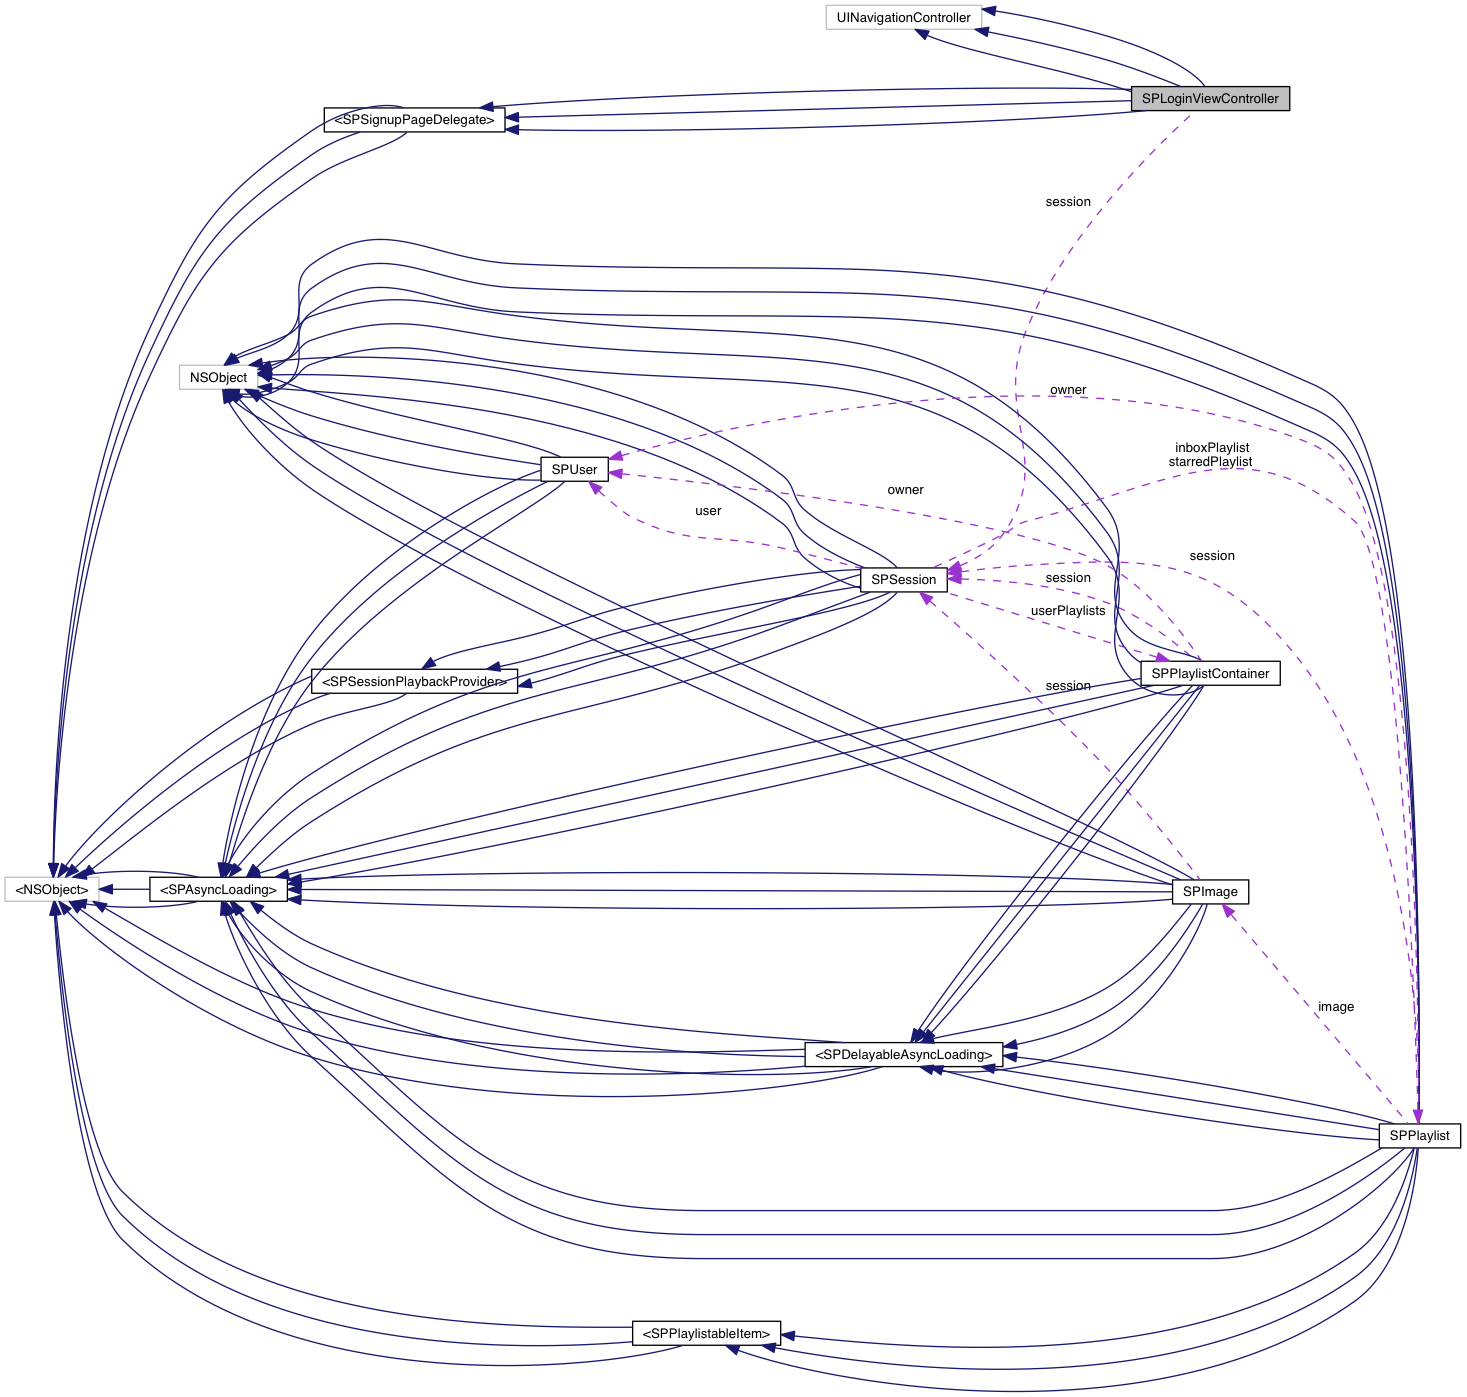 UINavigationController
SPLoginViewController
<SPSignupPageDelegate>
session
NSObject
owner
inboxPlaylist
starredPlaylist
SPUser
owner
user
session
SPSession
session
userPlaylists
SPPlaylistContainer
<SPSessionPlaybackProvider>
session
<NSObject>
<SPAsyncLoading>
SPImage
image
<SPDelayableAsyncLoading>
SPPlaylist
<SPPlaylistableItem>